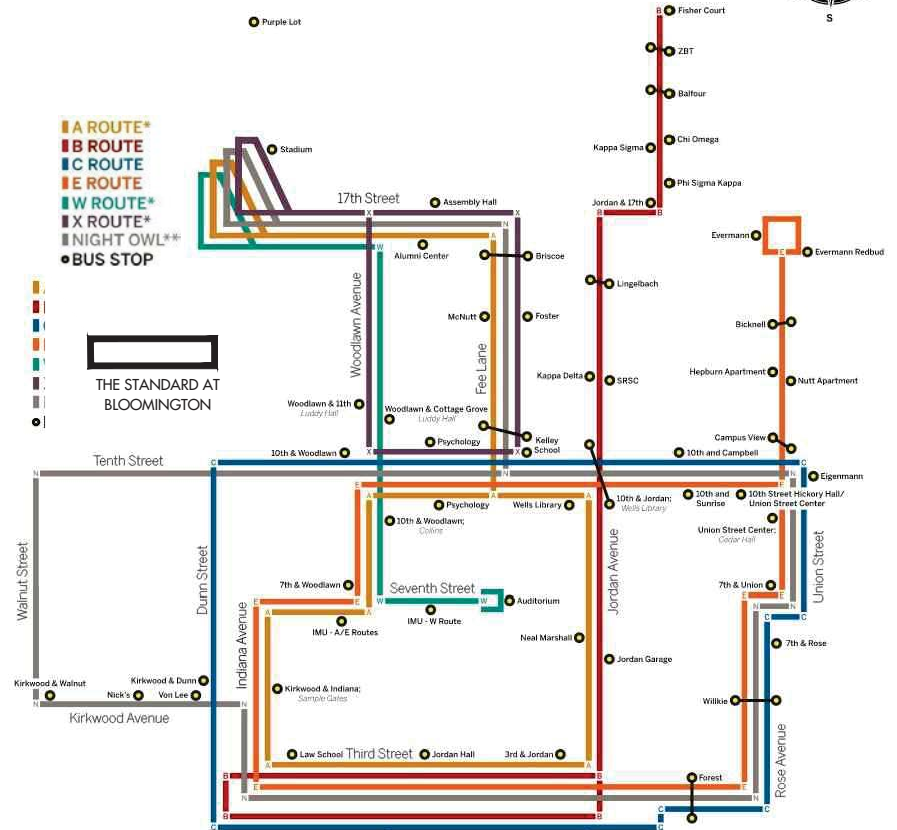 Fisher Court
S
Purple Lot
ZBT
Balfour
A ROUTE*
B ROUTE
C ROUTE
E ROUTE
W ROUTE*
X ROUTE*
NIGHT OWL**
BUS STOP
Chi Omega
Kappa Sigma
Stadium
Phi Sigma Kappa
17th Street
Assembly Hall
Jordan & 17th
Evermann
Evermann Redbud
Alumni Center
Briscoe
Lingelbach
Woodlawn Avenue
McNutt
Foster
Bicknell
Fee Lane
THE STANDARD AT
BLOOMINGTON
Kappa Delta
SRSC
Hepburn Apartment
Nutt Apartment
Woodlawn & 11th
Luddy Hall
Woodlawn & Cottage Grove
Luddy Hall
Psychology
Kelley
School
Campus View
10th & Woodlawn
10th and Campbell
Tenth Street
Eigenmann
10th & Jordan;
Wells Library
10th and
Sunrise
10th Street Hickory Hall/
Union Street Center
Psychology
Wells Library
10th & Woodlawn;
Collins
Union Street Center;
Cedar Hall
Walnut Street
Dunn Street
Jordan Avenue
Union Street
7th & Woodlawn
Seventh Street
7th & Union
Auditorium
IMU - W Route
IMU - A/E Routes
Indiana Avenue
Neal Marshall
7th & Rose
Jordan Garage
Kirkwood & Walnut
Kirkwood & Dunn
Nick's
Von Lee
Kirkwood & Indiana;
Sample Gates
Willkie
Kirkwood Avenue
Law School
Third Street
Jordan Hall
3rd & Jordan
Rose Avenue
Forest